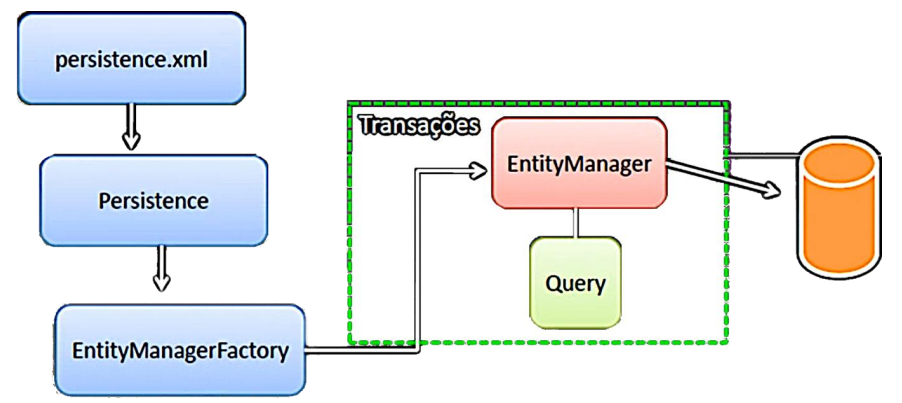 persistence.xml
Persistence
EntityManagerFactory
Transações
EntityManager
Query